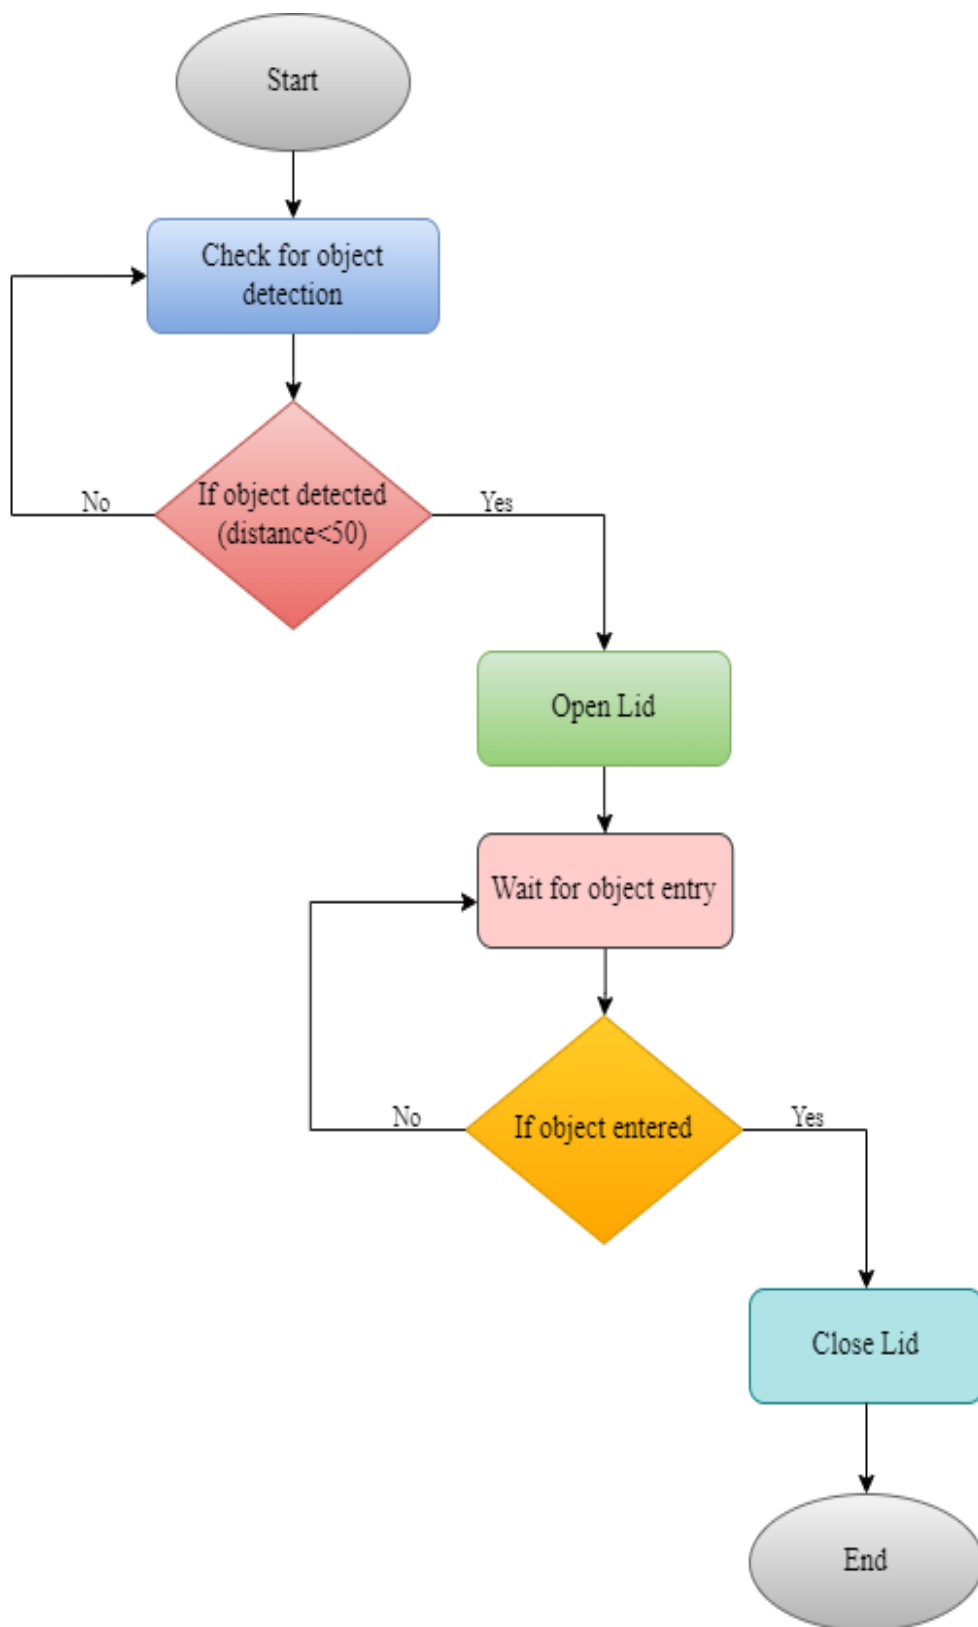 Start
Check for object
detection
If object detected
(distance<50)
No
Yes
Open Lid
Wait for object entry
If object entered
No
Yes
Close Lid
End